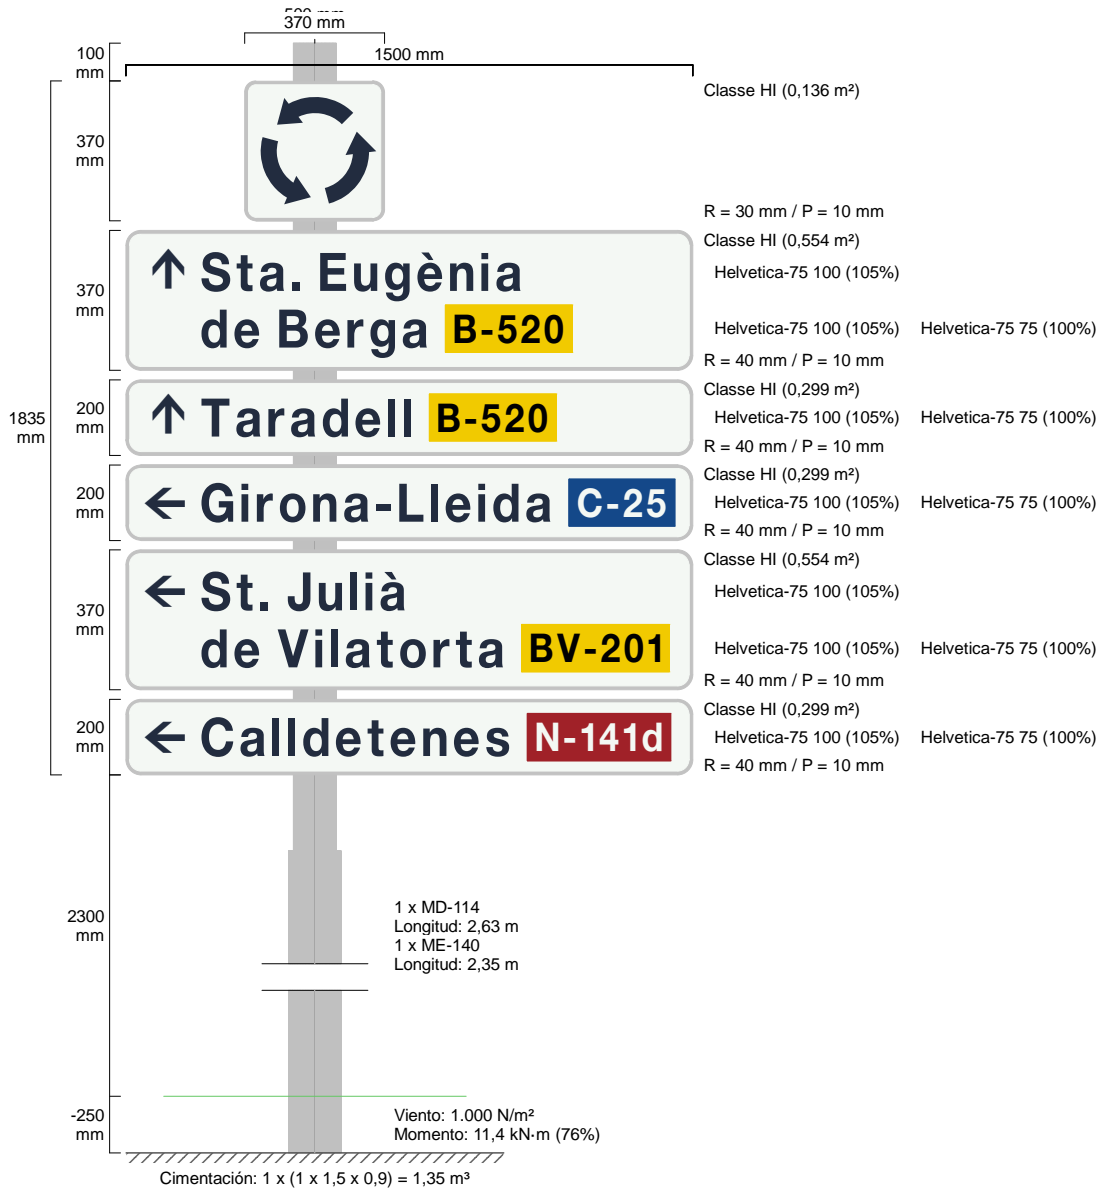 370 mm
1500 mm
100 mm
Classe HI (0,136 m²)
370 mm
R = 30 mm / P = 10 mm
1835 mm
370 mm
Sta. Eugènia
de Berga B-520
Classe HI (0,554 m²)
Helvetica-75 100 (105%)
Helvetica-75 100 (105%) Helvetica-75 75 (100%)
R = 40 mm / P = 10 mm
200 mm
Taradell B-520
Classe HI (0,299 m²)
Helvetica-75 100 (105%) Helvetica-75 75 (100%)
R = 40 mm / P = 10 mm
200 mm
Girona-Lleida C-25
Classe HI (0,299 m²)
Helvetica-75 100 (105%) Helvetica-75 75 (100%)
R = 40 mm / P = 10 mm
370 mm
St. Julià
de Vilatorta BV-201
Classe HI (0,554 m²)
Helvetica-75 100 (105%)
Helvetica-75 100 (105%) Helvetica-75 75 (100%)
R = 40 mm / P = 10 mm
200 mm
Calldetenes N-141d
Classe HI (0,299 m²)
Helvetica-75 100 (105%) Helvetica-75 75 (100%)
R = 40 mm / P = 10 mm
2300 mm
1 x MD-114
Longitud: 2,63 m
1 x ME-140
Longitud: 2,35 m
-250 mm
Viento: 1.000 N/m²
Momento: 11,4 kN·m (76%)
Cimentación: 1 x (1 x 1,5 x 0,9) = 1,35 m³